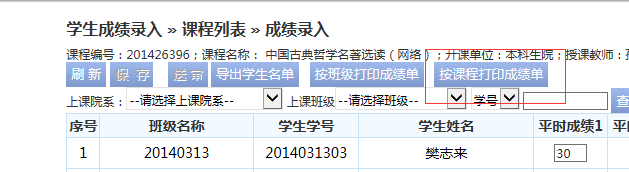 学生成绩录入 » 课程列表 » 成绩录入
课程编号：201426396；课程名称： 中国古典哲学名著选读（网络）；开课单位：本科生院；授课教师：
刷 新 保 存 送 审 导出学生名单 按班级打印成绩单 按课程打印成绩单
上课院系： --请选择上课院系-- 上课班级 --请选择班级-- 学号 查
序号 班级名称 学生学号 学生姓名 平时成绩1 平时
1 20140313 2014031303 樊志来 30